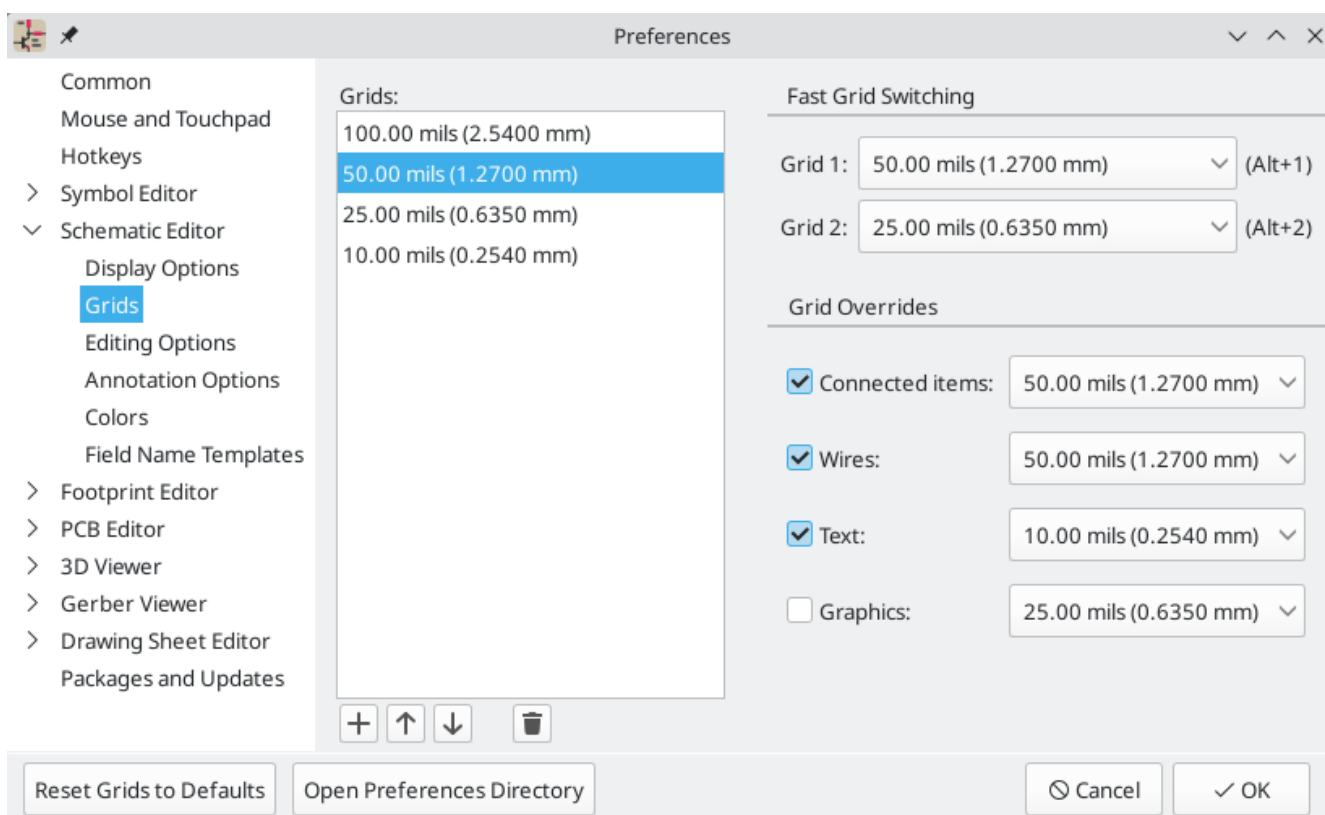 Preferences
Common
Mouse and Touchpad
Hotkeys
Symbol Editor
Schematic Editor
Display Options
Grids
Editing Options
Annotation Options
Colors
Field Name Templates
Footprint Editor
PCB Editor
3D Viewer
Gerber Viewer
Drawing Sheet Editor
Packages and Updates
Grids:
100.00 mils (2.5400 mm)
50.00 mils (1.2700 mm)
25.00 mils (0.6350 mm)
10.00 mils (0.2540 mm)
Fast Grid Switching
Grid 1: 50.00 mils (1.2700 mm) (Alt+1)
Grid 2: 25.00 mils (0.6350 mm) (Alt+2)
Grid Overrides
Connected items: 50.00 mils (1.2700 mm)
Wires: 50.00 mils (1.2700 mm)
Text: 10.00 mils (0.2540 mm)
Graphics: 25.00 mils (0.6350 mm)
Reset Grids to Defaults Open Preferences Directory Cancel OK